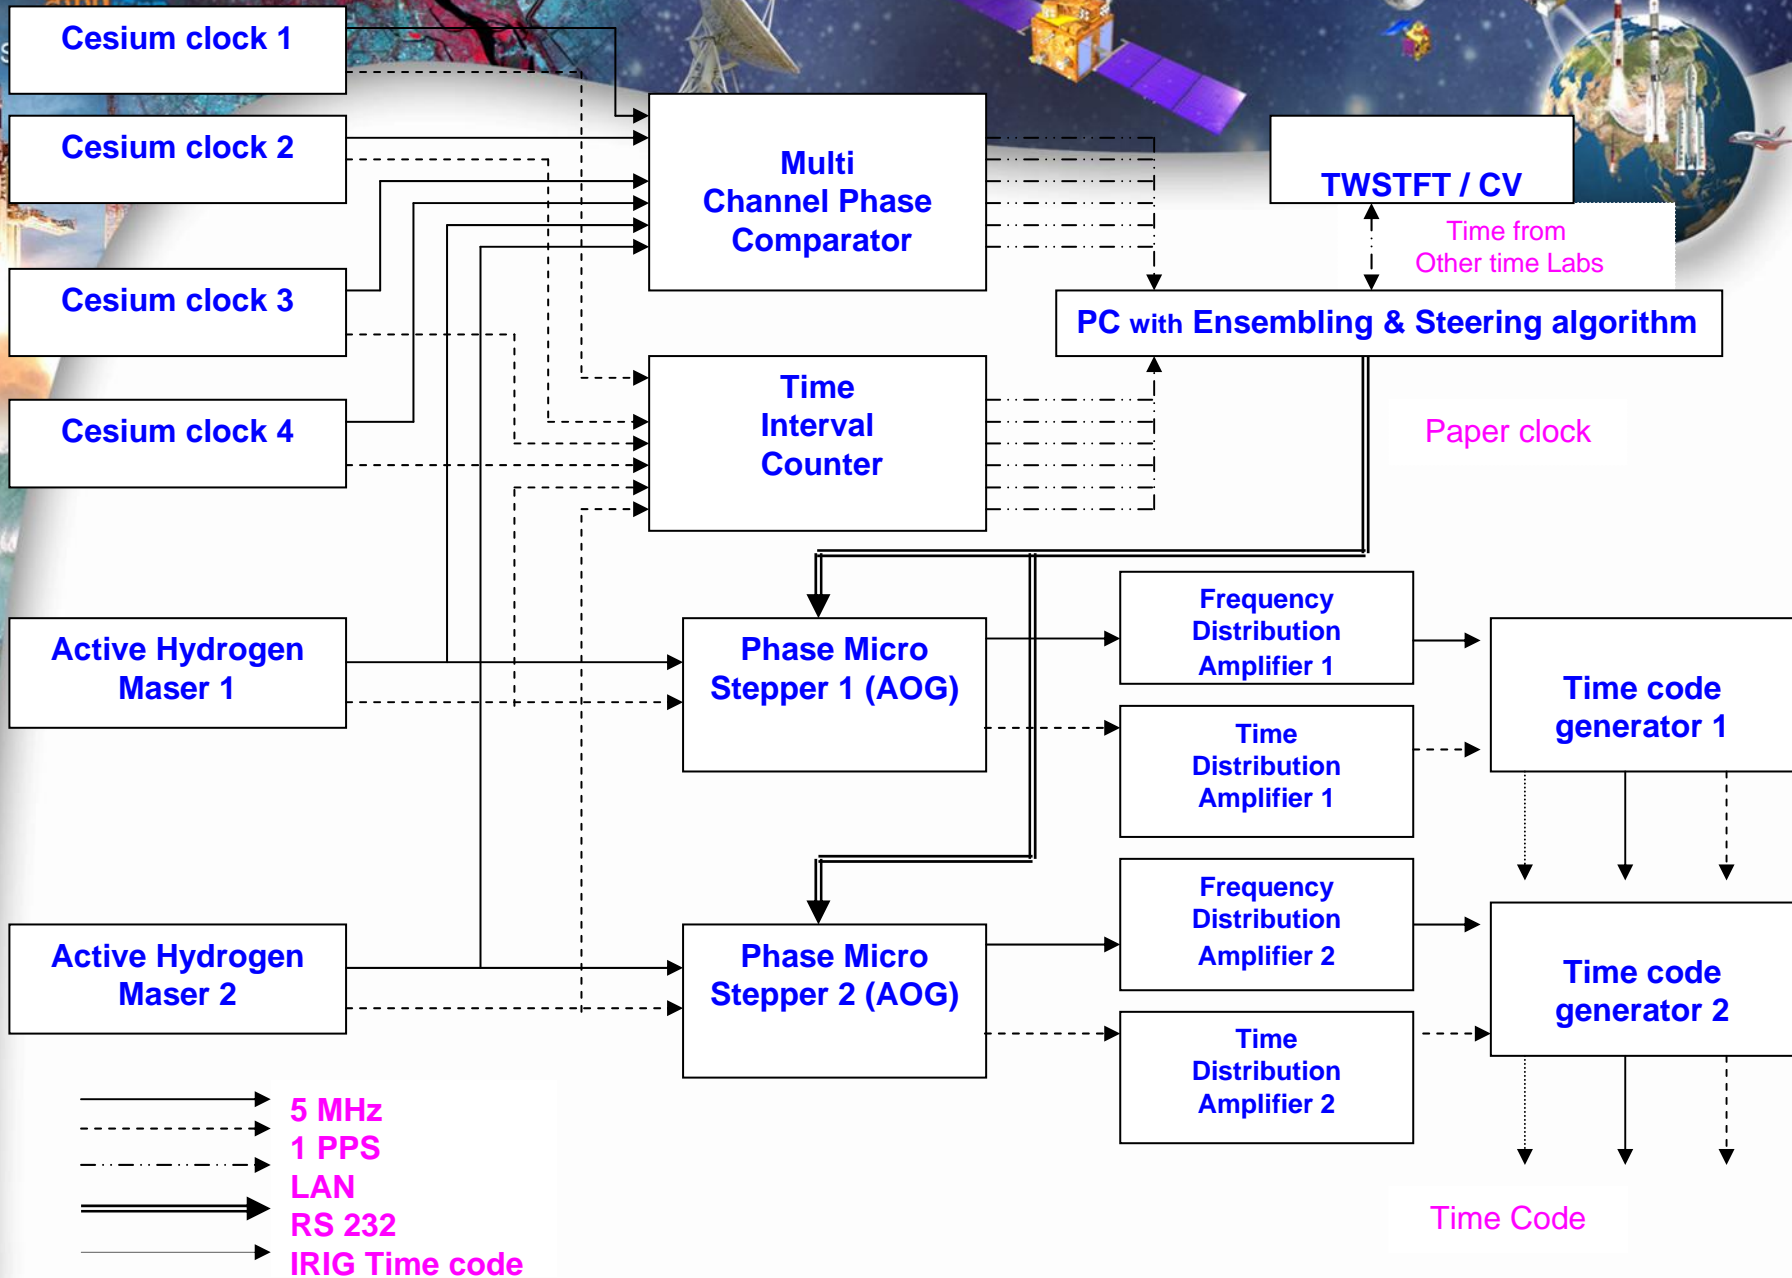 Cesium clock 1
Cesium clock 2
Cesium clock 3
Cesium clock 4
Multi
Channel Phase
Comparator
TWSTFT / CV
Time from
Other time Labs
PC with Ensembling & Steering algorithm
Time
Interval
Counter
Paper clock
Active Hydrogen
Maser 1
Phase Micro
Stepper 1 (AOG)
Frequency
Distribution
Amplifier 1
Time
Distribution
Amplifier 1
Time code
generator 1
Active Hydrogen
Maser 2
Phase Micro
Stepper 2 (AOG)
Frequency
Distribution
Amplifier 2
Time
Distribution
Amplifier 2
Time code
generator 2
5 MHz
1 PPS
LAN
RS 232
IRIG Time code
Time Code